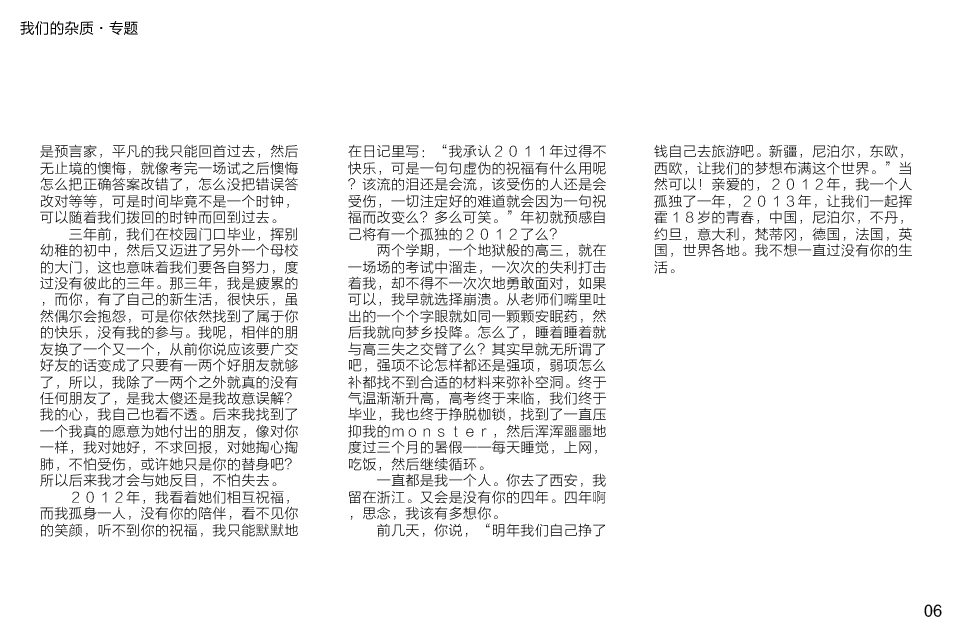 我们的杂质·专题
是预言家，平凡的我只能回首过去，然后
无止境的懊悔，就像考完一场试之后懊悔
怎么把正确答案改错了，怎么没把错误答
改对等等，可是时间毕竟不是一个时钟，
可以随着我们拨回的时钟而回到过去。
三年前，我们在校园门口毕业，挥别
幼稚的初中，然后又迈进了另外一个母校
的大门，这也意味着我们要各自努力，度
过没有彼此的三年。那三年，我是疲累的
，而你，有了自己的新生活，很快乐，虽
然偶尔会抱怨，可是你依然找到了属于你
的快乐，没有我的参与。我呢，相伴的朋
友换了一个又一个，从前你说应该要广交
好友的话变成了只要有一两个好朋友就够
了，所以，我除了一两个之外就真的没有
任何朋友了，是我太傻还是我故意误解？
我的心，我自己也看不透。后来我找到了
一个我真的愿意为她付出的朋友，像对你
一样，我对她好，不求回报，对她掏心掏
肺，不怕受伤，或许她只是你的替身吧？
所以后来我才会与她反目，不怕失去。
２０１２年，我看着她们相互祝福，
而我孤身一人，没有你的陪伴，看不见你
的笑颜，听不到你的祝福，我只能默默地
在日记里写：“我承认２０１１年过得不
快乐，可是一句句虚伪的祝福有什么用呢
？该流的泪还是会流，该受伤的人还是会
受伤，一切注定好的难道就会因为一句祝
福而改变么？多么可笑。”年初就预感自
己将有一个孤独的２０１２了么？
两个学期，一个地狱般的高三，就在
一场场的考试中溜走，一次次的失利打击
着我，却不得不一次次地勇敢面对，如果
可以，我早就选择崩溃。从老师们嘴里吐
出的一个个字眼就如同一颗颗安眠药，然
后我就向梦乡投降。怎么了，睡着睡着就
与高三失之交臂了么？其实早就无所谓了
吧，强项不论怎样都还是强项，弱项怎么
补都找不到合适的材料来弥补空洞。终于
气温渐渐升高，高考终于来临，我们终于
毕业，我也终于挣脱枷锁，找到了一直压
抑我的ｍｏｎｓｔｅｒ，然后浑浑噩噩地
度过三个月的暑假——每天睡觉，上网，
吃饭，然后继续循环。
一直都是我一个人。你去了西安，我
留在浙江。又会是没有你的四年。四年啊
，思念，我该有多想你。
前几天，你说，“明年我们自己挣了
钱自己去旅游吧。新疆，尼泊尔，东欧，
西欧，让我们的梦想布满这个世界。”当
然可以！亲爱的，２０１２年，我一个人
孤独了一年，２０１３年，让我们一起挥
霍１８岁的青春，中国，尼泊尔，不丹，
约旦，意大利，梵蒂冈，德国，法国，英
国，世界各地。我不想一直过没有你的生
活。
06